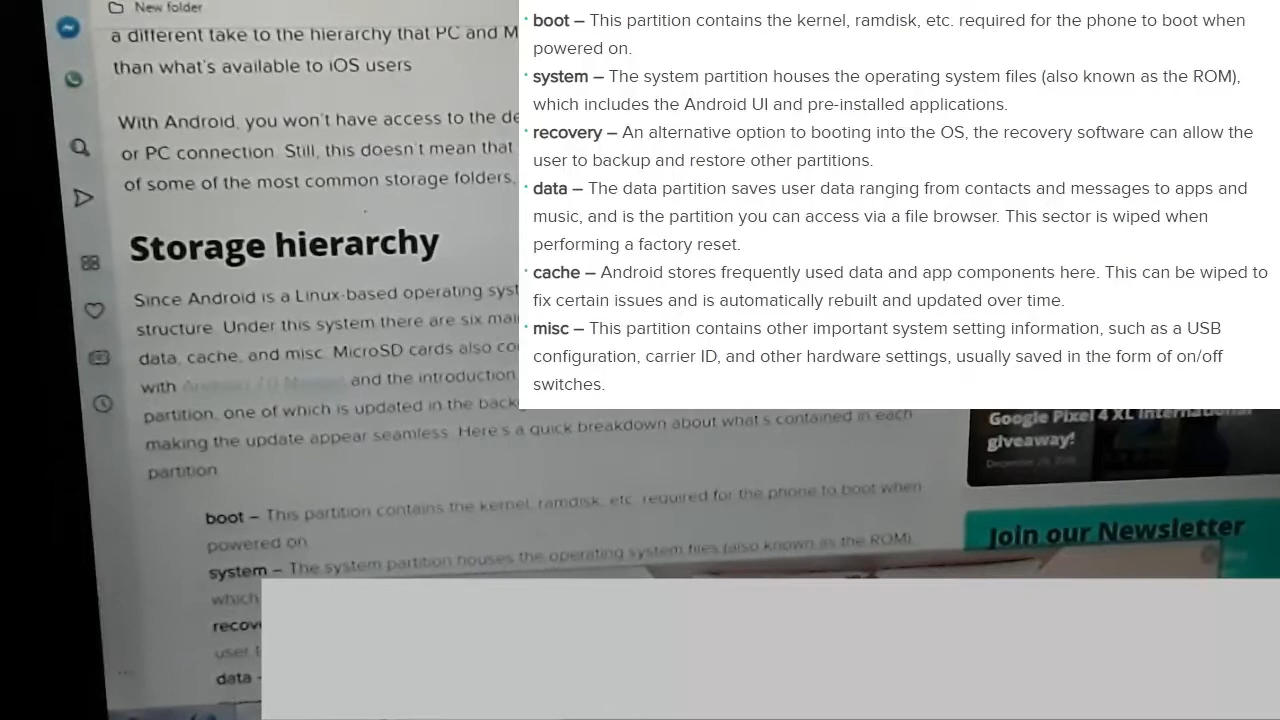 New folder
a different take to the hierarchy that PC and M
than what's available to iOS users
With Android, you won't have access to the de
or PC connection. Still, this doesn't mean that
of some of the most common storage folders,
Storage hierarchy
Since Android is a Linux-based operating syst
structure. Under this system there are six mai
data, cache, and misc. MicroSD cards also co
with and the introduction
partition, one of which is updated in the back
making the update appear seamless. Here's a quick breakdown about what's contained in each
partition
boot – This partition contains the kernel, ramdisk, etc. required for the phone to boot when
powered on.
system – The system partition houses the operating system files (also known as the ROM),
which
recov
user
data -
• boot – This partition contains the kernel, ramdisk, etc. required for the phone to boot when
powered on.
• system – The system partition houses the operating system files (also known as the ROM),
which includes the Android UI and pre-installed applications.
• recovery – An alternative option to booting into the OS, the recovery software can allow the
user to backup and restore other partitions.
• data – The data partition saves user data ranging from contacts and messages to apps and
music, and is the partition you can access via a file browser. This sector is wiped when
performing a factory reset.
• cache – Android stores frequently used data and app components here. This can be wiped to
fix certain issues and is automatically rebuilt and updated over time.
• misc – This partition contains other important system setting information, such as a USB
configuration, carrier ID, and other hardware settings, usually saved in the form of on/off
switches.
Google Pixel 4 XL International
giveaway!
Join our Newsletter